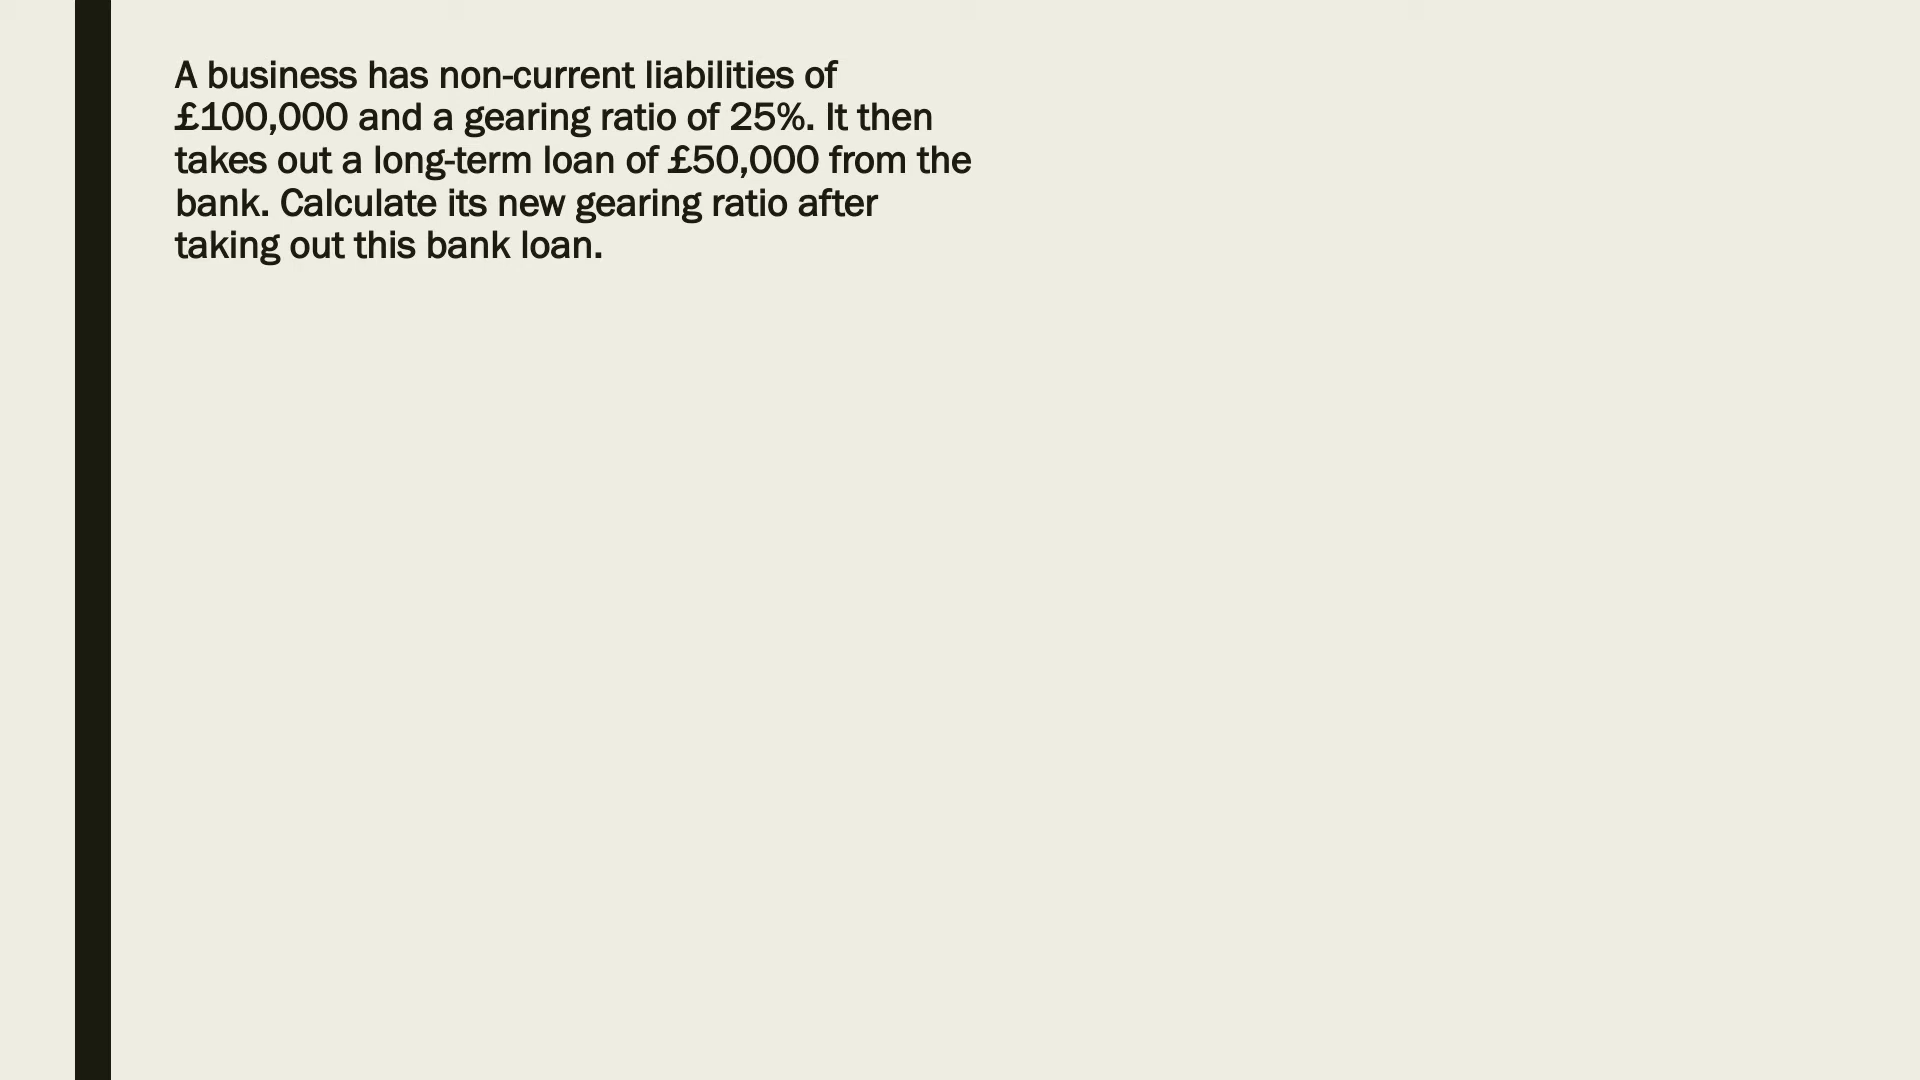 A business has non-current liabilities of
£100,000 and a gearing ratio of 25%. It then
takes out a long-term loan of £50,000 from the
bank. Calculate its new gearing ratio after
taking out this bank loan.